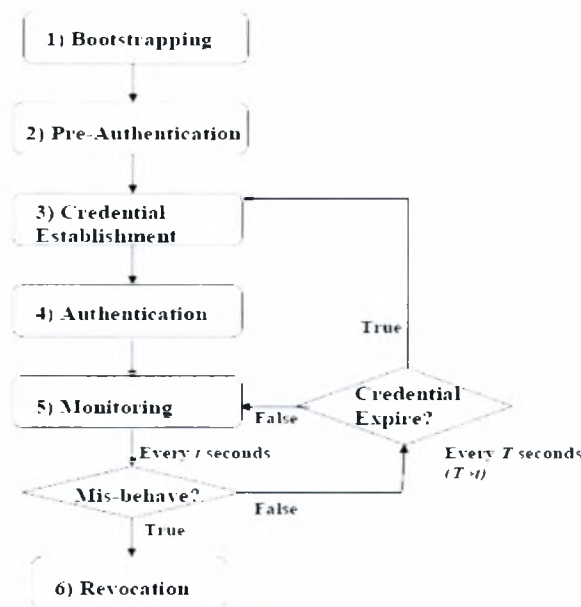 1) Bootstrapping
2) Pre-Authentication
3) Credential
Establishment
4) Authentication
True
5) Monitoring
False
Credential
Expire?
Every t seconds
Every T seconds
(T>t)
Mis-behave?
False
True
6) Revocation